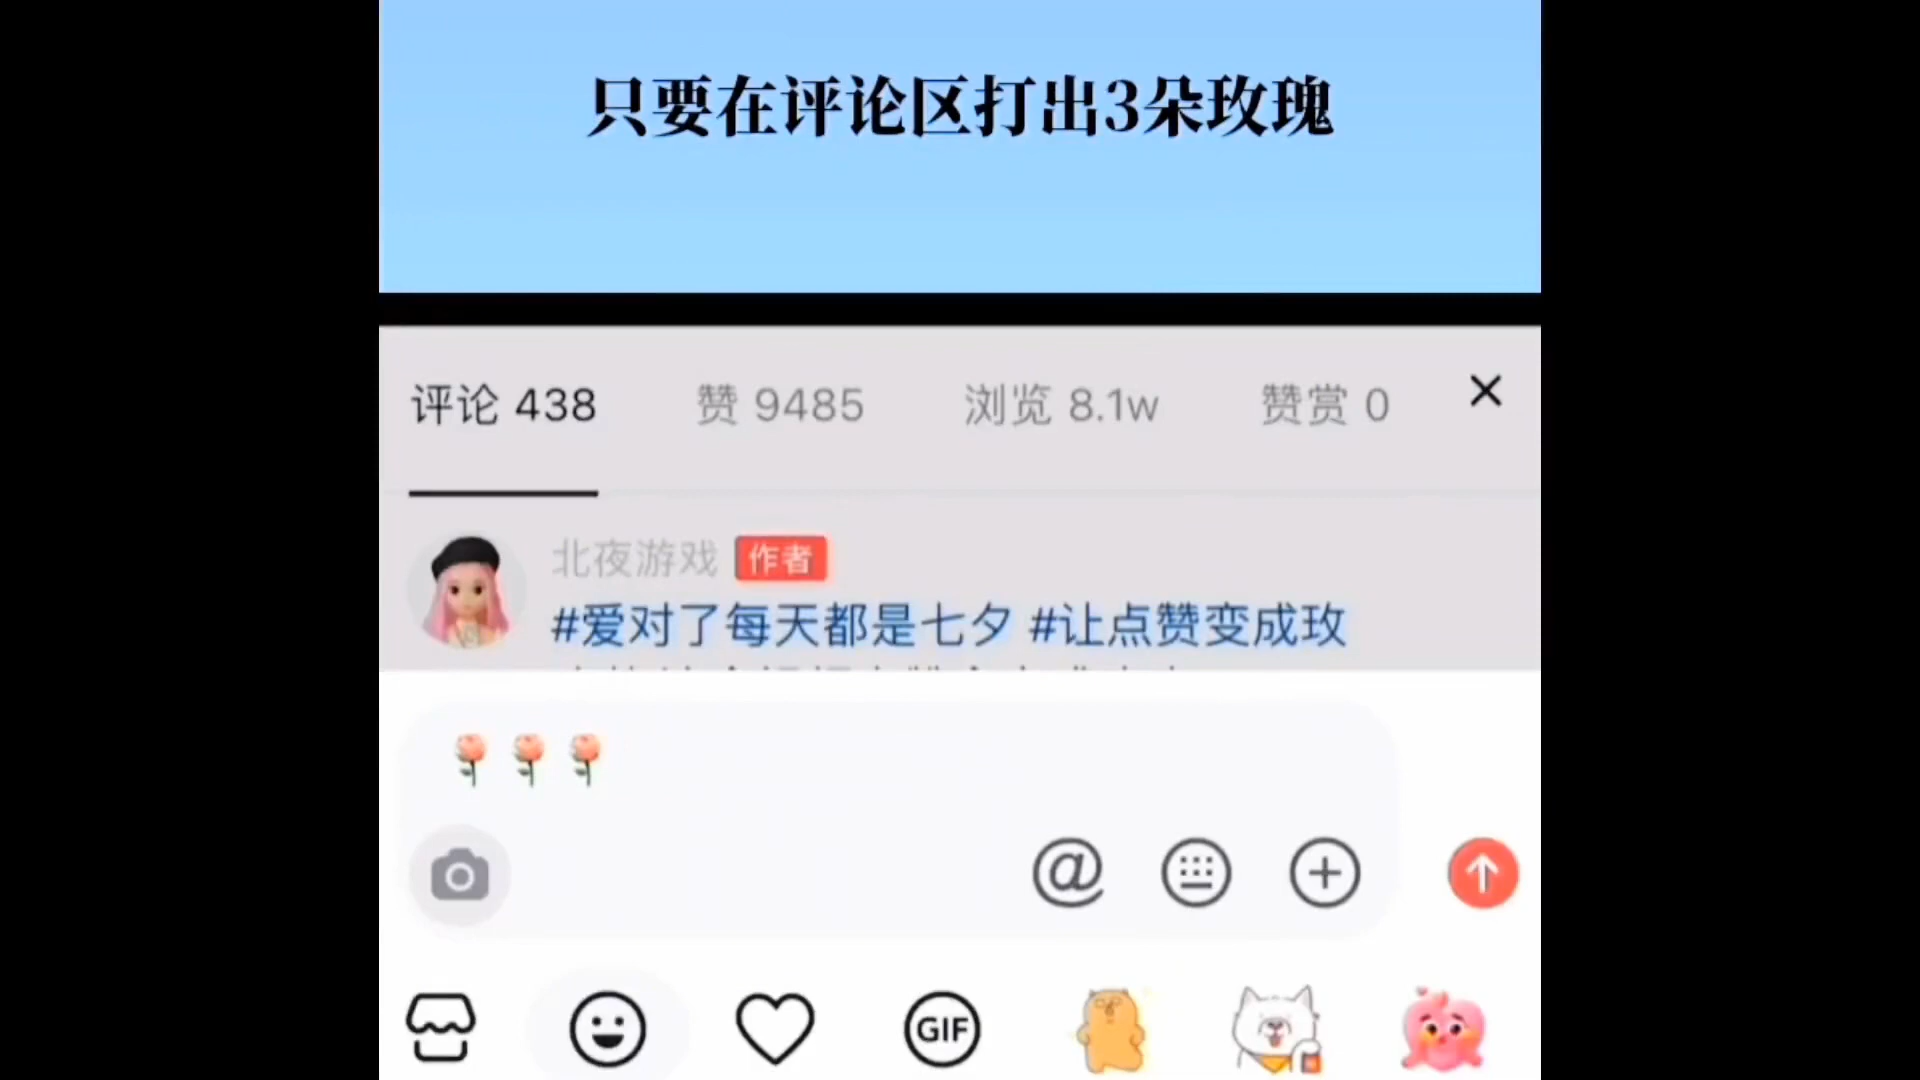 只要在评论区打出3朵玫瑰
评论 438 赞 9485 浏览 8.1w 赞赏 0
北夜游戏 作者
#爱对了每天都是七夕 #让点赞变成玫
@
GIF